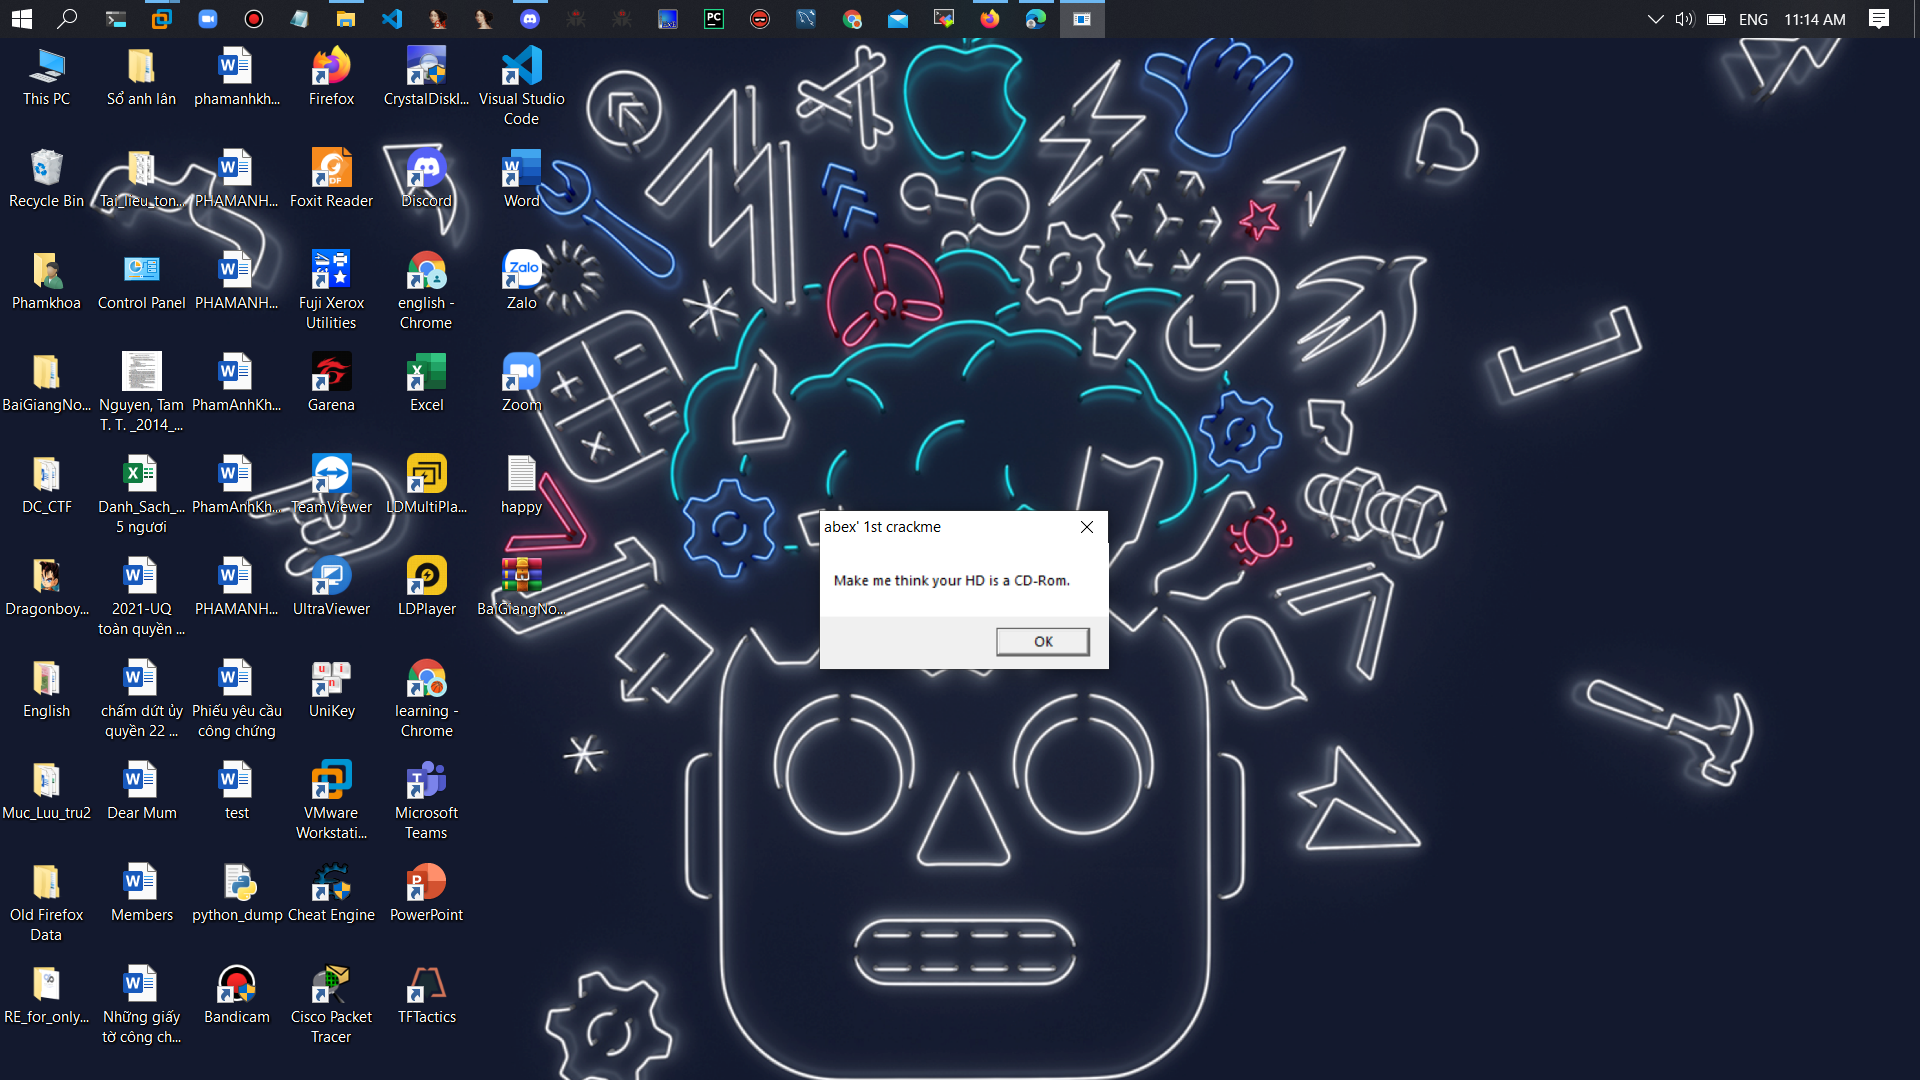 ENG
11:14 AM
This PC
Sổ anh lân
phamanhkh...
Firefox
CrystalDiskI...
Visual Studio
Code
Recycle Bin
Tai_lieu_ton...
PHAMANH...
Foxit Reader
Discord
Word
Phamkhoa
Control Panel
PHAMANH...
Fuji Xerox
Utilities
english -
Chrome
Zalo
BaiGiangNo...
Nguyen, Tam
T. T. _2014_...
PhamAnhKh...
Garena
Excel
Zoom
DC_CTF
Danh_Sach_...
5 ngươi
PhamAnhKh...
TeamViewer
LDMultiPla...
happy
Dragonboy...
2021-UQ
toàn quyền ...
PHAMANH...
UltraViewer
LDPlayer
BaiGiangNo...
English
chấm dứt ủy
quyền 22 ...
Phiếu yêu cầu
công chứng
UniKey
learning -
Chrome
Muc_Luu_tru2
Dear Mum
test
VMware
Workstati...
Microsoft
Teams
Old Firefox
Data
Members
python_dump
Cheat Engine
PowerPoint
RE_for_only...
Những giấy
tờ công ch...
Bandicam
Cisco Packet
Tracer
TFTactics
abex' 1st crackme
Make me think your HD is a CD-Rom.
OK